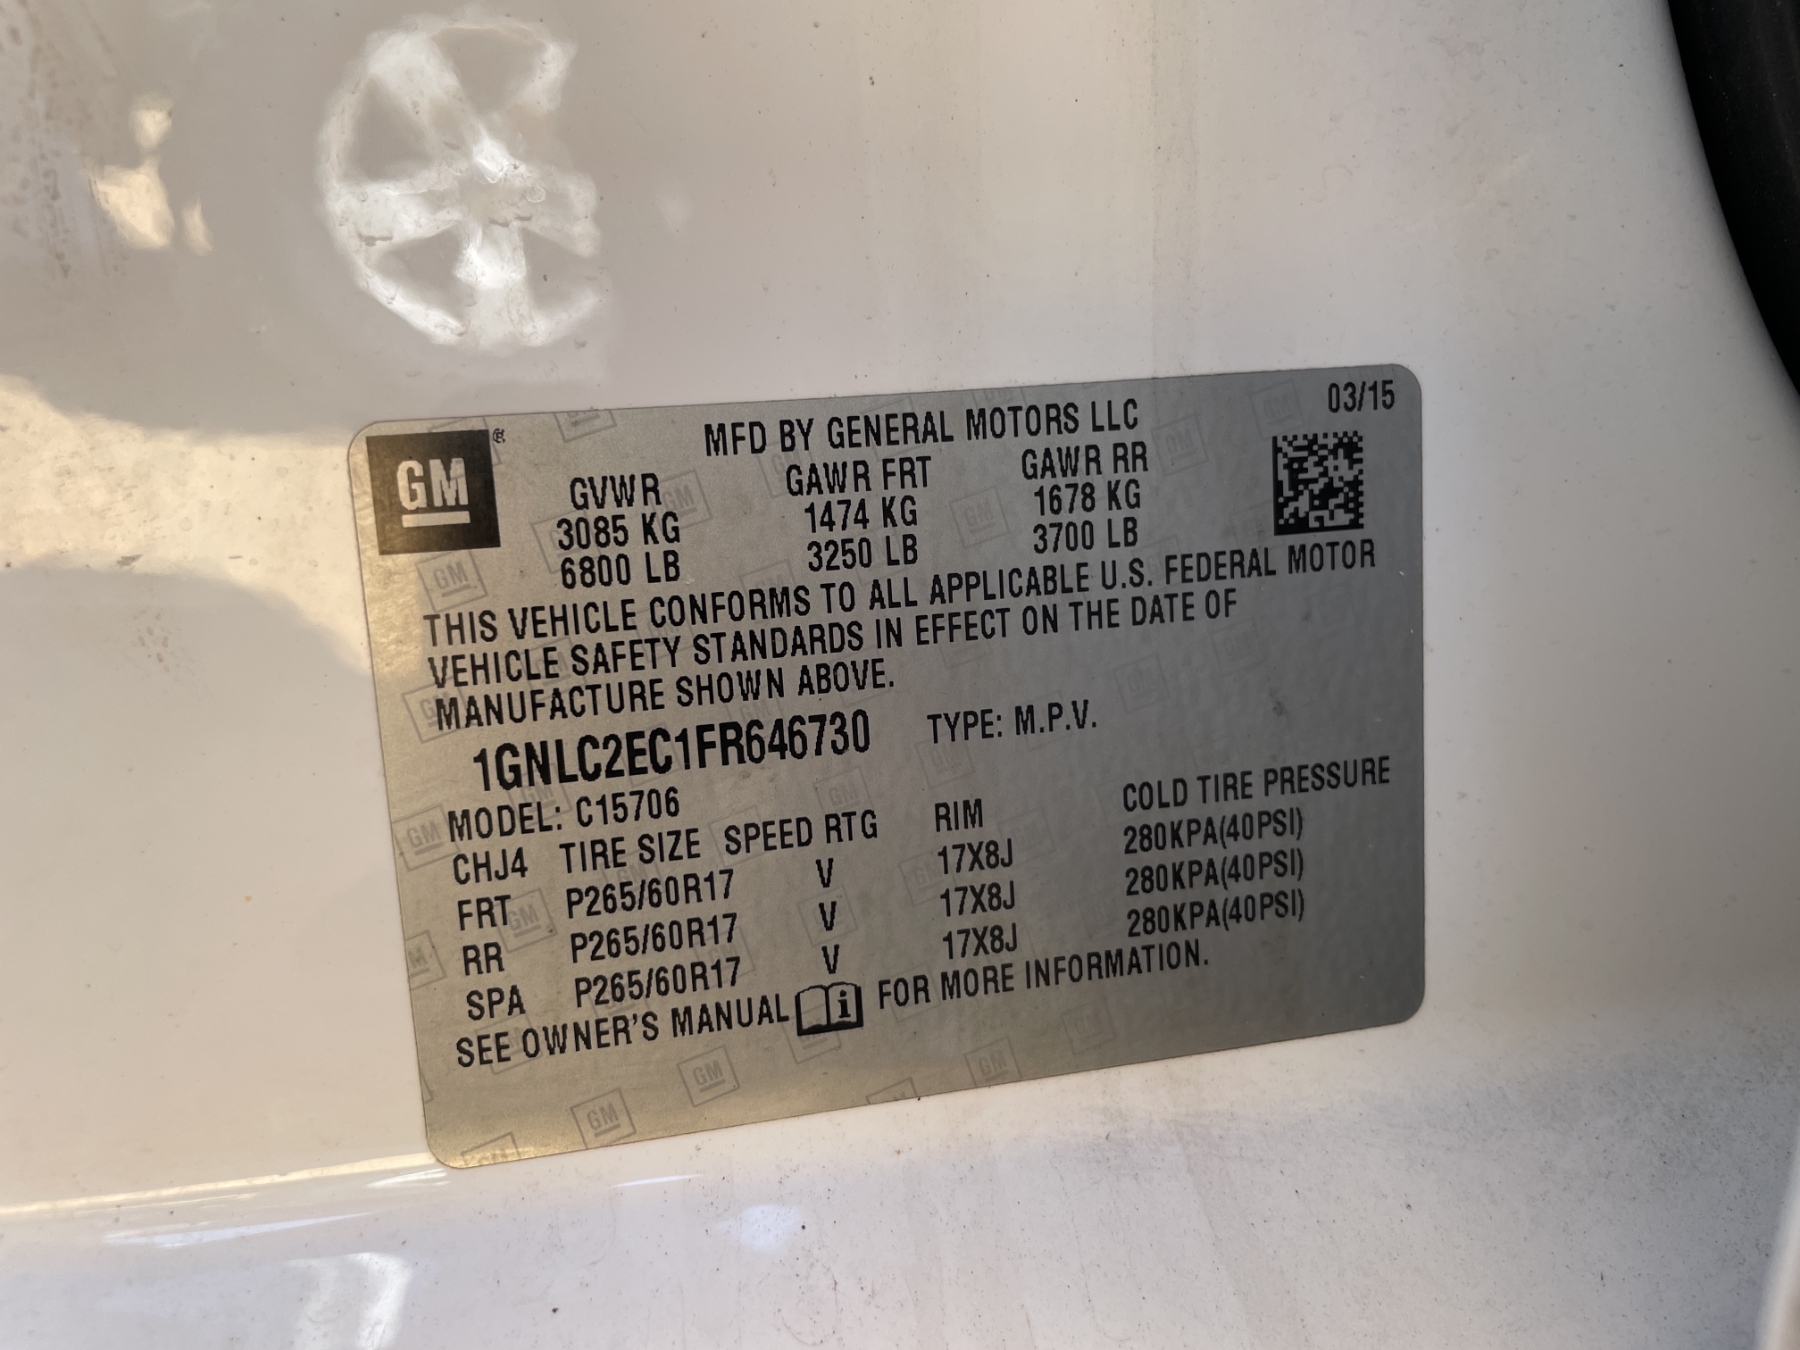 03/15
MFD BY GENERAL MOTORS LLC
GM
GVWR GAWR FRT GAWR RR
3085 KG 1474 KG 1678 KG
6800 LB 3250 LB 3700 LB
THIS VEHICLE CONFORMS TO ALL APPLICABLE U.S. FEDERAL MOTOR
VEHICLE SAFETY STANDARDS IN EFFECT ON THE DATE OF
MANUFACTURE SHOWN ABOVE.
1GNLC2EC1FR646730 TYPE: M.P.V.
MODEL: C15706
CHJ4 TIRE SIZE SPEED RTG RIM COLD TIRE PRESSURE
FRT P265/60R17 V 17X8J 280KPA(40PSI)
RR P265/60R17 V 17X8J 280KPA(40PSI)
SPA P265/60R17 V 17X8J 280KPA(40PSI)
SEE OWNER'S MANUAL i FOR MORE INFORMATION.